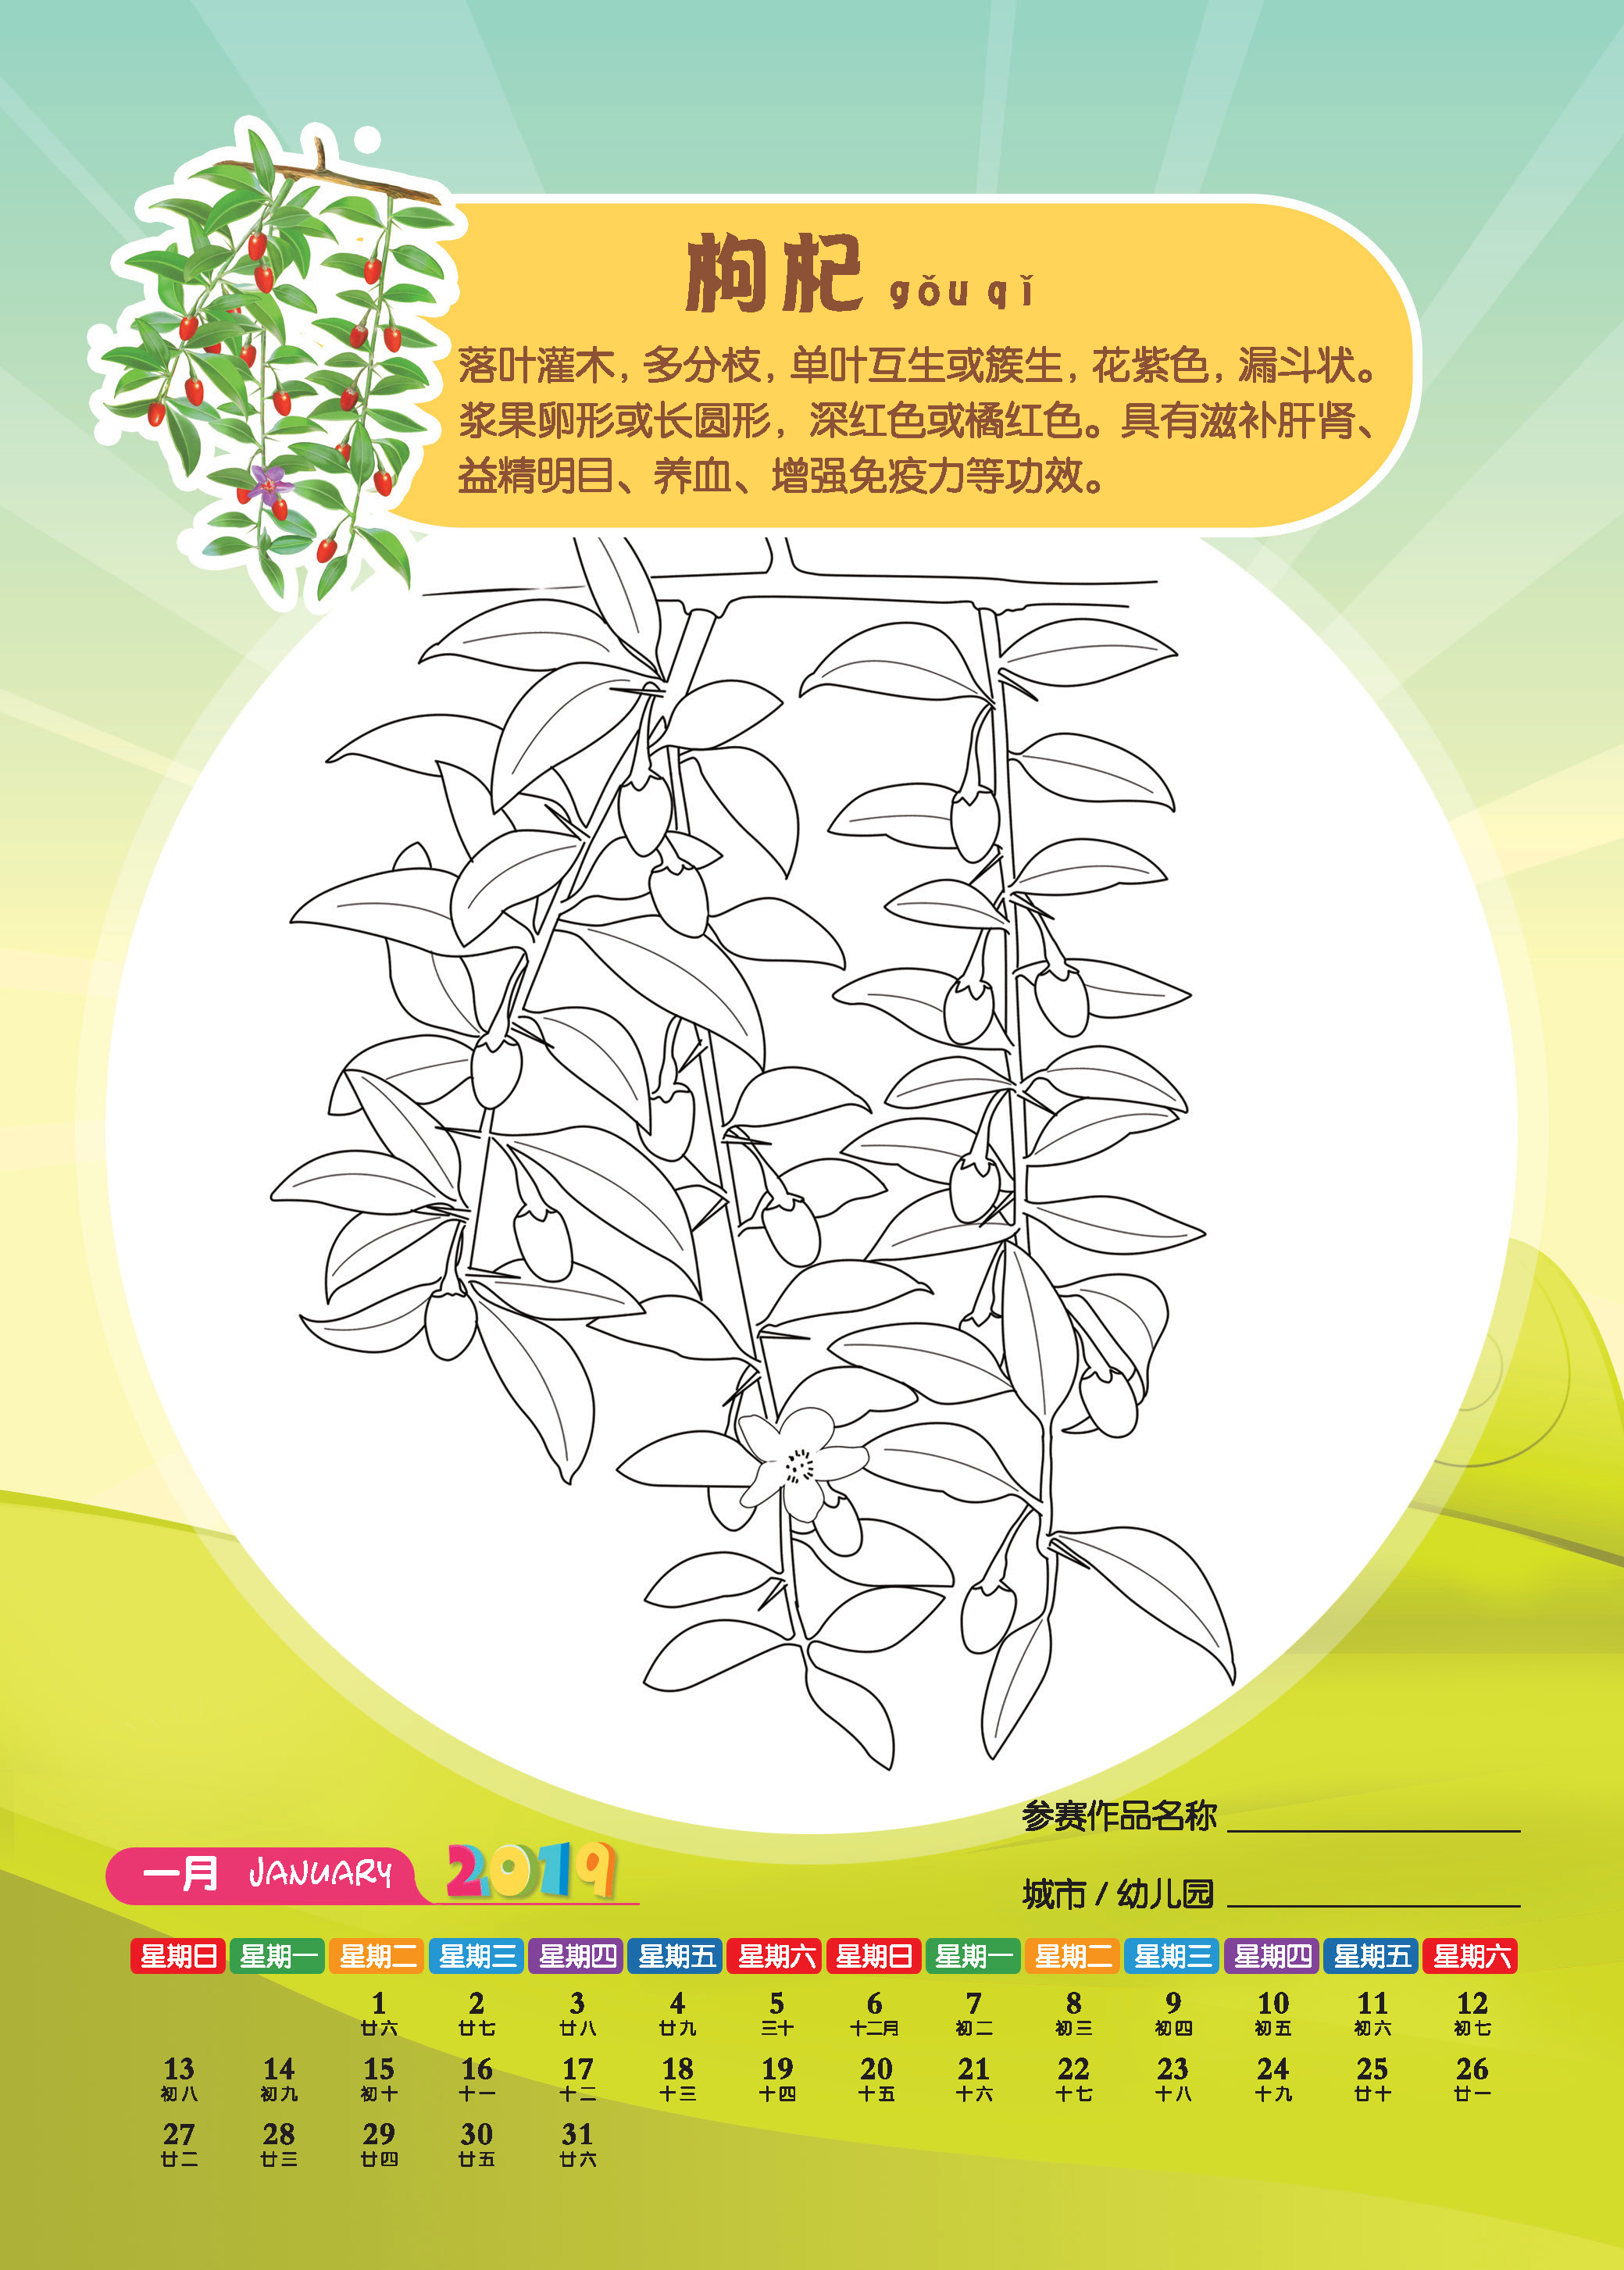 枸杞 gǒu qǐ
落叶灌木，多分枝，单叶互生或簇生，花紫色，漏斗状。
浆果卵形或长圆形，深红色或橘红色。具有滋补肝肾、
益精明目、养血、增强免疫力等功效。
参赛作品名称
城市 / 幼儿园
一月 JANUARY 2019
星期日 星期一 星期二 星期三 星期四 星期五 星期六 星期日 星期一 星期二 星期三 星期四 星期五 星期六
1 2 3 4 5 6 7 8 9 10 11 12
廿六 廿七 廿八 廿九 三十 十二月 初二 初三 初四 初五 初六 初七
13 14 15 16 17 18 19 20 21 22 23 24 25 26
初八 初九 初十 十一 十二 十三 十四 十五 十六 十七 十八 十九 廿十 廿一
27 28 29 30 31
廿二 廿三 廿四 廿五 廿六